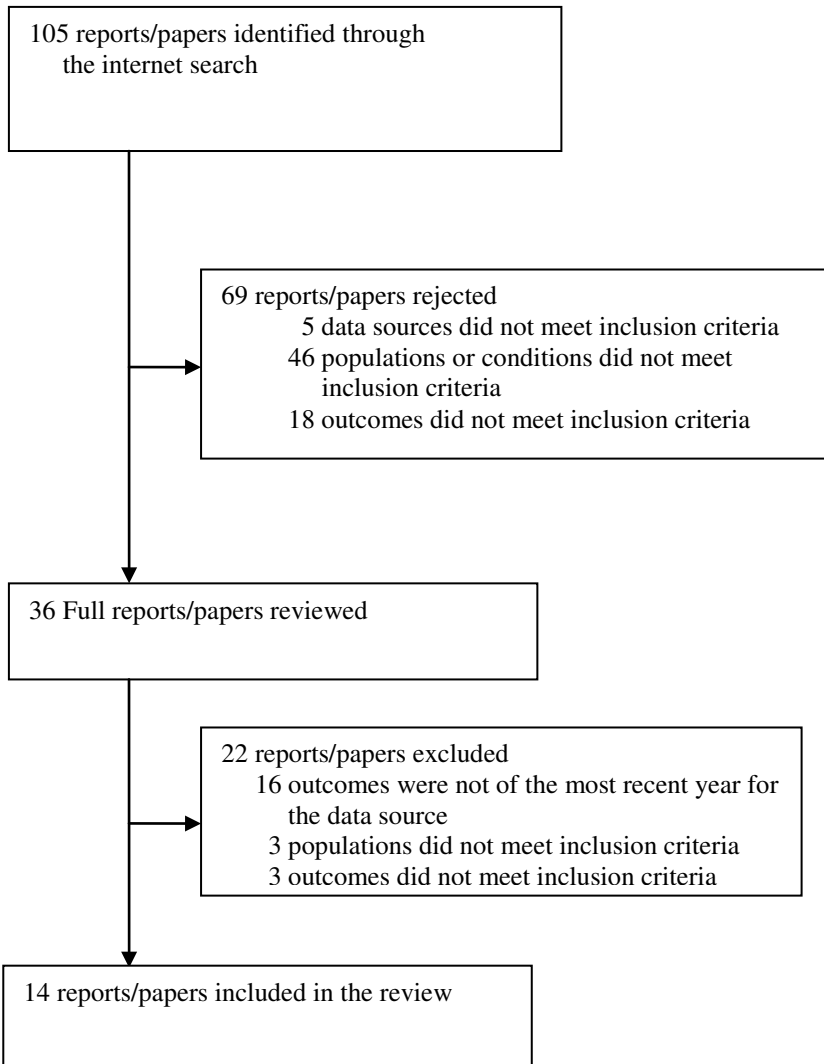 105 reports/papers identified through
the internet search
69 reports/papers rejected
5 data sources did not meet inclusion criteria
46 populations or conditions did not meet
inclusion criteria
18 outcomes did not meet inclusion criteria
36 Full reports/papers reviewed
22 reports/papers excluded
16 outcomes were not of the most recent year for
the data source
3 populations did not meet inclusion criteria
3 outcomes did not meet inclusion criteria
14 reports/papers included in the review